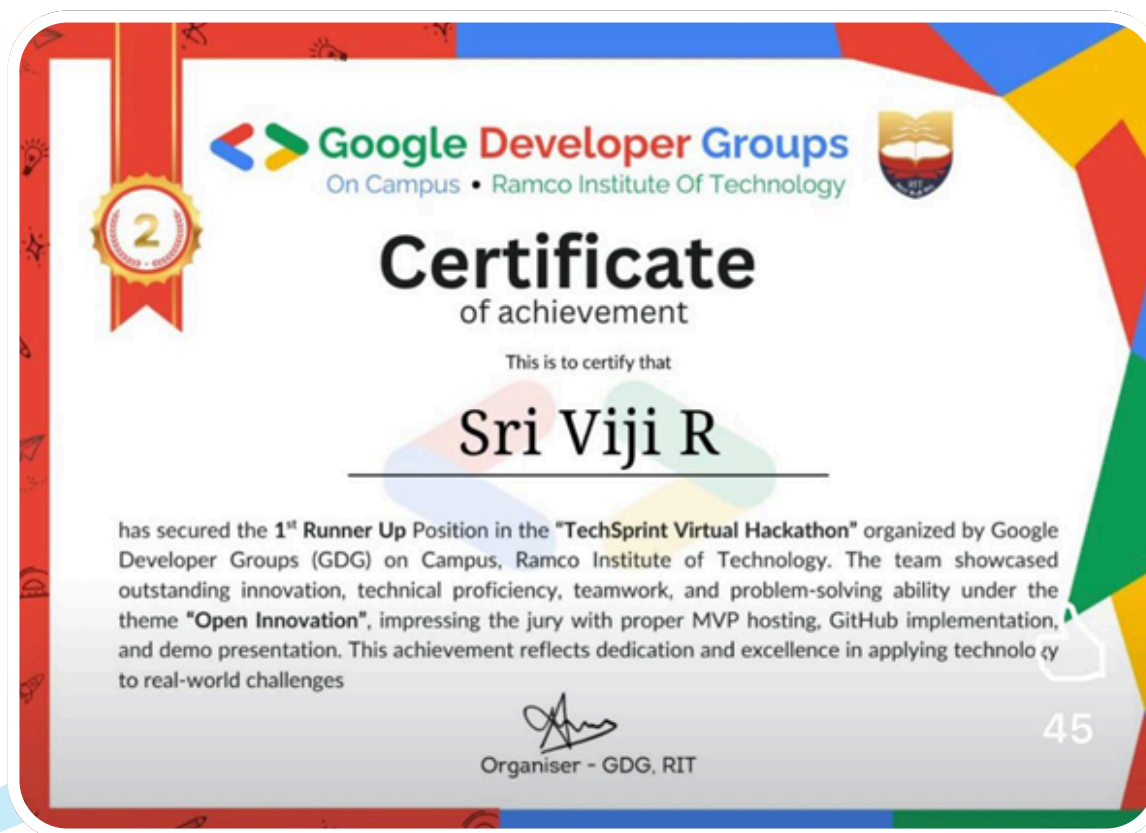 Google Developer Groups
On Campus • Ramco Institute Of Technology
RIT
2
Certificate
of achievement
This is to certify that
Sri Viji R
has secured the 1st Runner Up Position in the "TechSprint Virtual Hackathon" organized by Google
Developer Groups (GDG) on Campus, Ramco Institute of Technology. The team showcased
outstanding innovation, technical proficiency, teamwork, and problem-solving ability under the
theme "Open Innovation", impressing the jury with proper MVP hosting, GitHub implementation,
and demo presentation. This achievement reflects dedication and excellence in applying technology
to real-world challenges
45
Organiser - GDG, RIT